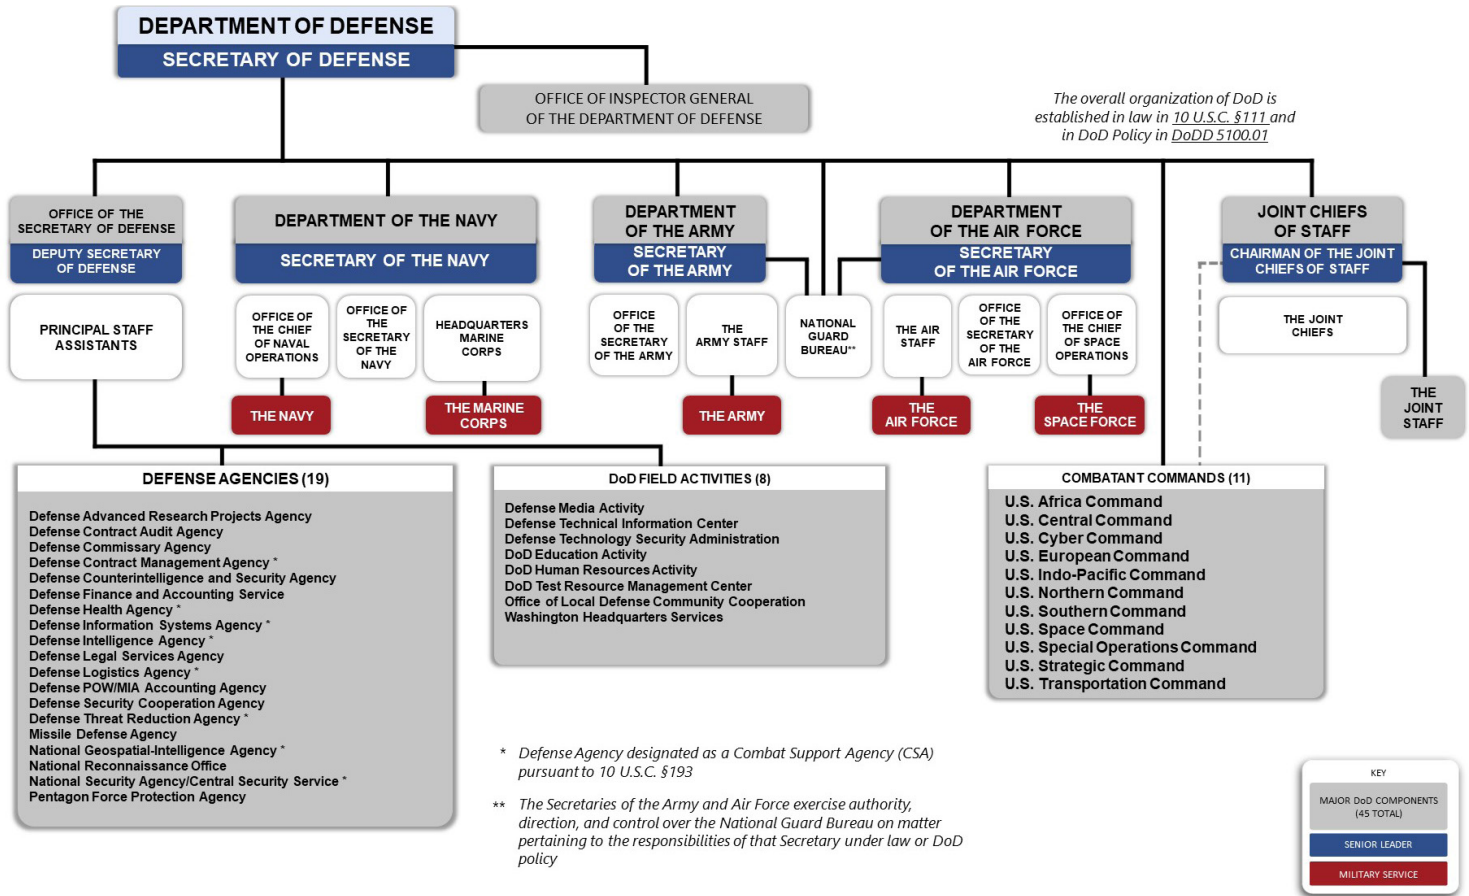 DEPARTMENT OF DEFENSE
SECRETARY OF DEFENSE
OFFICE OF INSPECTOR GENERAL
OF THE DEPARTMENT OF DEFENSE
The overall organization of DoD is
established in law in 10 U.S.C. §111 and
in DoD Policy in DoDD 5100.01
OFFICE OF THE
SECRETARY OF DEFENSE
DEPUTY SECRETARY
OF DEFENSE
DEPARTMENT OF THE NAVY
SECRETARY OF THE NAVY
DEPARTMENT
OF THE ARMY
SECRETARY
OF THE ARMY
DEPARTMENT
OF THE AIR FORCE
SECRETARY
OF THE AIR FORCE
JOINT CHIEFS
OF STAFF
CHAIRMAN OF THE JOINT
CHIEFS OF STAFF
PRINCIPAL STAFF
ASSISTANTS
OFFICE OF
THE CHIEF
OF NAVAL
OPERATIONS
OFFICE OF
THE
SECRETARY
OF THE
NAVY
HEADQUARTERS
MARINE
CORPS
OFFICE
OF THE
SECRETARY
OF THE ARMY
THE
ARMY STAFF
NATIONAL
GUARD
BUREAU**
THE AIR
STAFF
OFFICE
OF THE
SECRETARY
OF THE
AIR FORCE
OFFICE OF
THE CHIEF
OF SPACE
OPERATIONS
THE JOINT
CHIEFS
THE NAVY
THE MARINE
CORPS
THE ARMY
THE
AIR FORCE
THE
SPACE FORCE
THE
JOINT
STAFF
DEFENSE AGENCIES (19)
Defense Advanced Research Projects Agency
Defense Contract Audit Agency
Defense Commissary Agency
Defense Contract Management Agency *
Defense Counterintelligence and Security Agency
Defense Finance and Accounting Service
Defense Health Agency *
Defense Information Systems Agency *
Defense Intelligence Agency *
Defense Legal Services Agency
Defense Logistics Agency *
Defense POW/MIA Accounting Agency
Defense Security Cooperation Agency
Defense Threat Reduction Agency *
Missile Defense Agency
National Geospatial-Intelligence Agency *
National Reconnaissance Office
National Security Agency/Central Security Service *
Pentagon Force Protection Agency
DoD FIELD ACTIVITIES (8)
Defense Media Activity
Defense Technical Information Center
Defense Technology Security Administration
DoD Education Activity
DoD Human Resources Activity
DoD Test Resource Management Center
Office of Local Defense Community Cooperation
Washington Headquarters Services
COMBATANT COMMANDS (11)
U.S. Africa Command
U.S. Central Command
U.S. Cyber Command
U.S. European Command
U.S. Indo-Pacific Command
U.S. Northern Command
U.S. Southern Command
U.S. Space Command
U.S. Special Operations Command
U.S. Strategic Command
U.S. Transportation Command
* Defense Agency designated as a Combat Support Agency (CSA)
pursuant to 10 U.S.C. §193
** The Secretaries of the Army and Air Force exercise authority,
direction, and control over the National Guard Bureau on matter
pertaining to the responsibilities of that Secretary under law or DoD
policy
KEY
MAJOR DoD COMPONENTS
(45 TOTAL)
SENIOR LEADER
MILITARY SERVICE